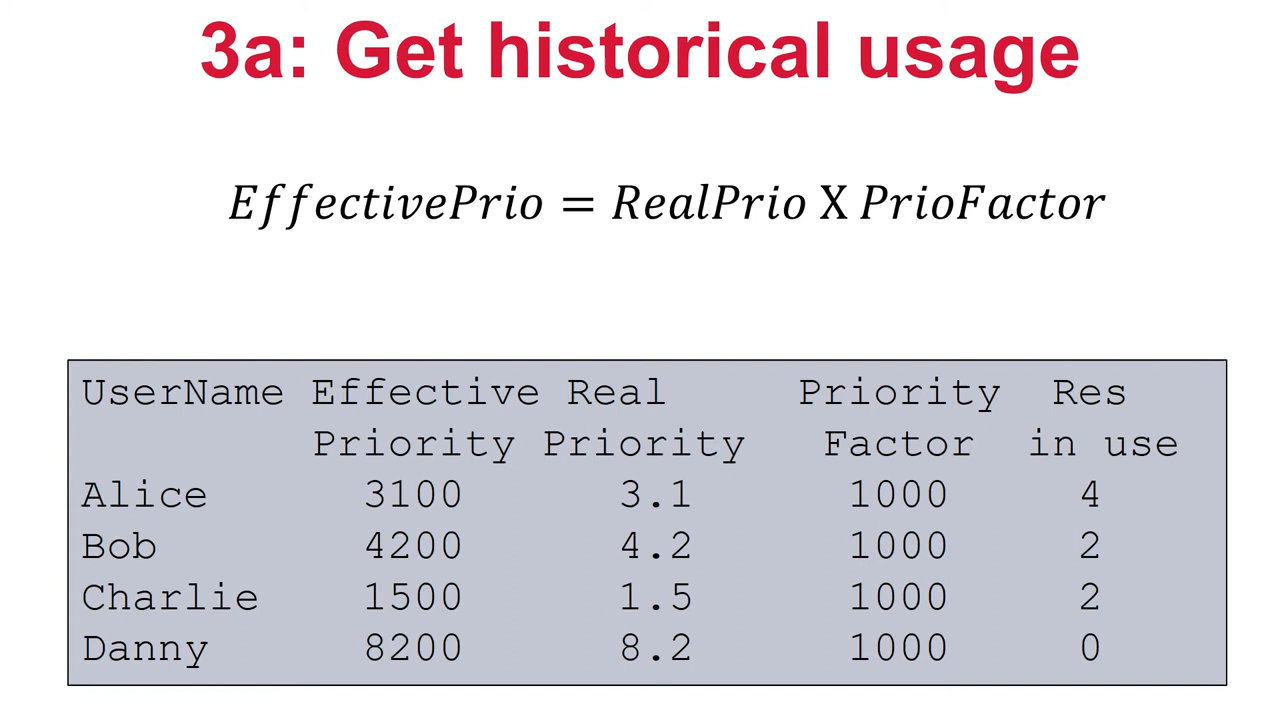 3a: Get historical usage
EffectivePrio = RealPrio X PrioFactor
UserName Effective Real Priority Res
Priority Priority Factor in use
Alice 3100 3.1 1000 4
Bob 4200 4.2 1000 2
Charlie 1500 1.5 1000 2
Danny 8200 8.2 1000 0